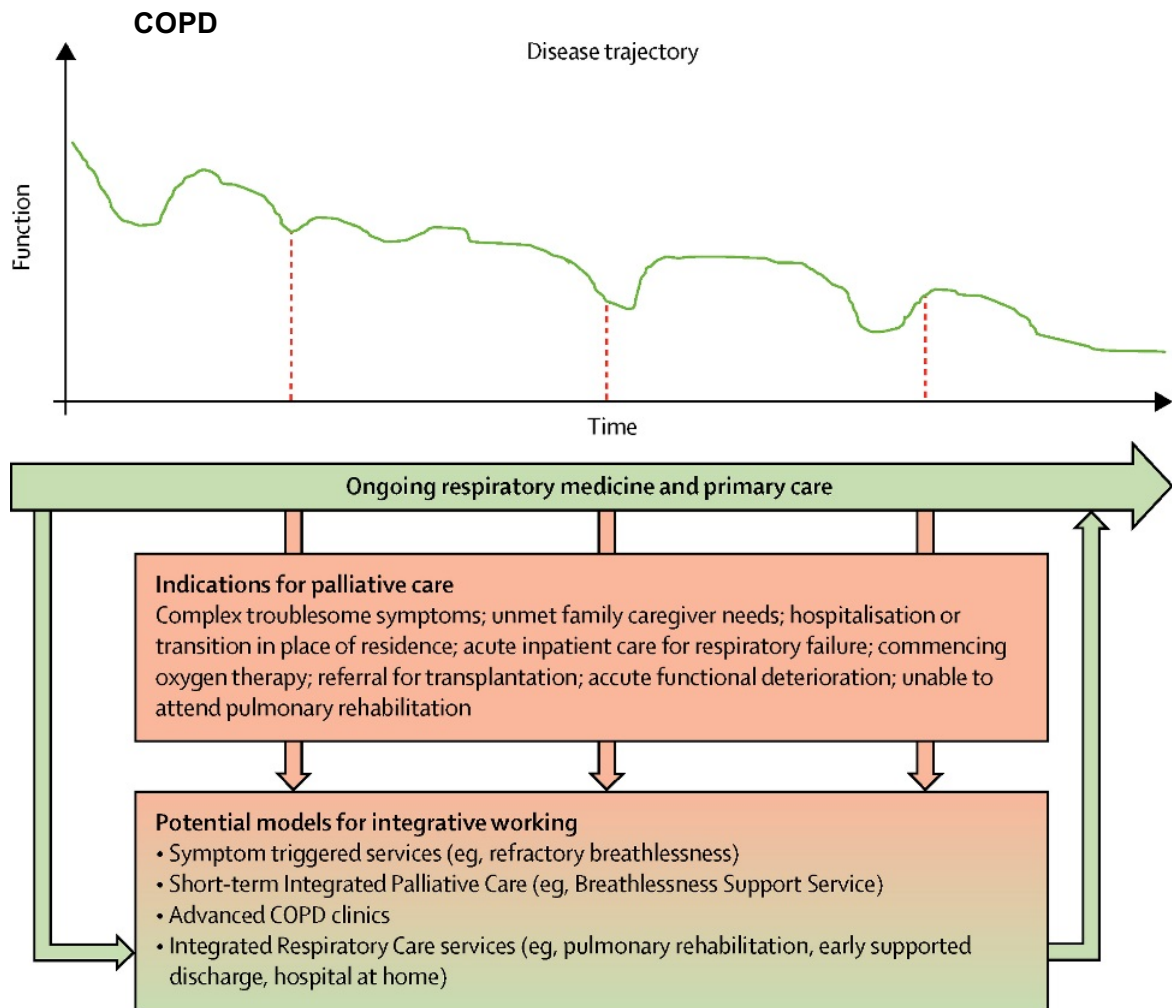 COPD
Disease trajectory
Function
Time
Ongoing respiratory medicine and primary care
Indications for palliative care
Complex troublesome symptoms; unmet family caregiver needs; hospitalisation or
transition in place of residence; acute inpatient care for respiratory failure; commencing
oxygen therapy; referral for transplantation; accute functional deterioration; unable to
attend pulmonary rehabilitation
Potential models for integrative working
• Symptom triggered services (eg, refractory breathlessness)
• Short-term Integrated Palliative Care (eg, Breathlessness Support Service)
• Advanced COPD clinics
• Integrated Respiratory Care services (eg, pulmonary rehabilitation, early supported
discharge, hospital at home)